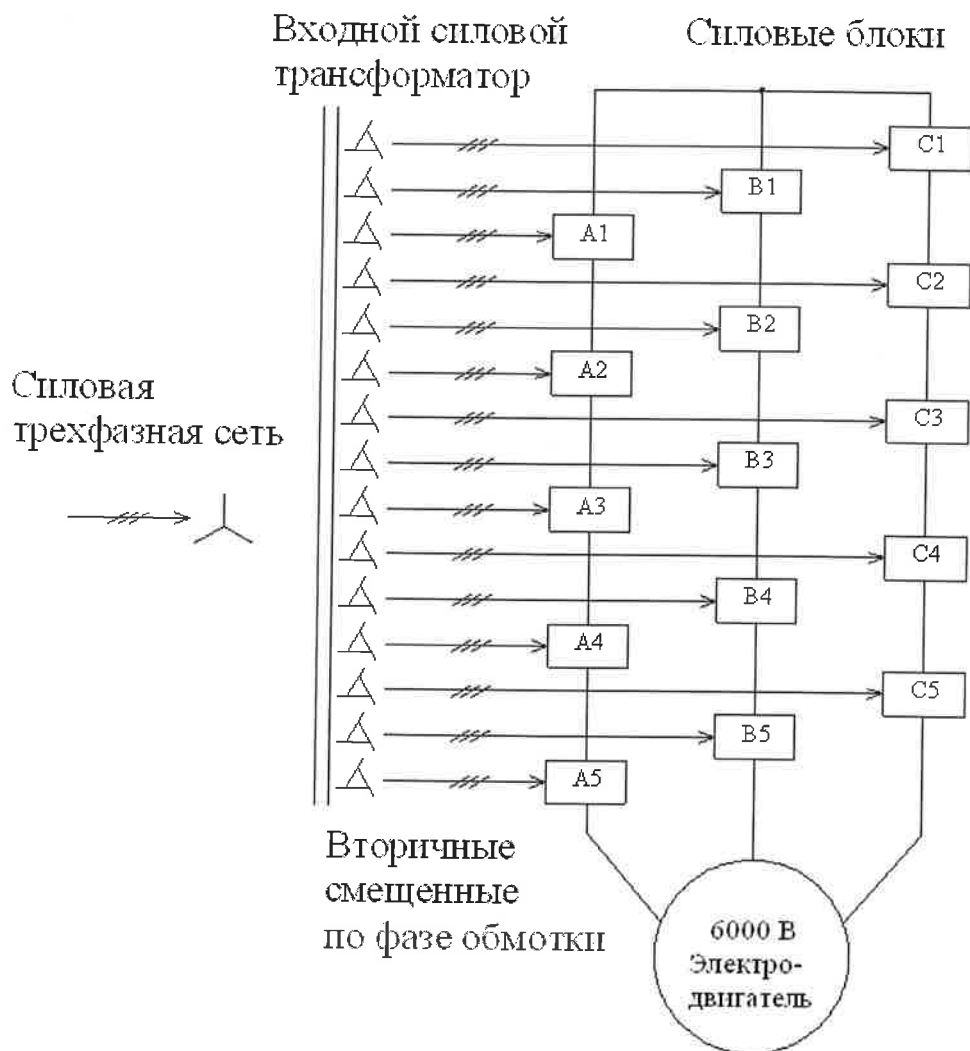 Входной силовой
трансформатор
Силовые блоки
C1
B1
A1
C2
B2
A2
Силовая
трехфазная сеть
C3
B3
A3
C4
B4
A4
C5
B5
A5
Вторичные
смещенные
по фазе обмотки
6000 В
Электро-
двигатель